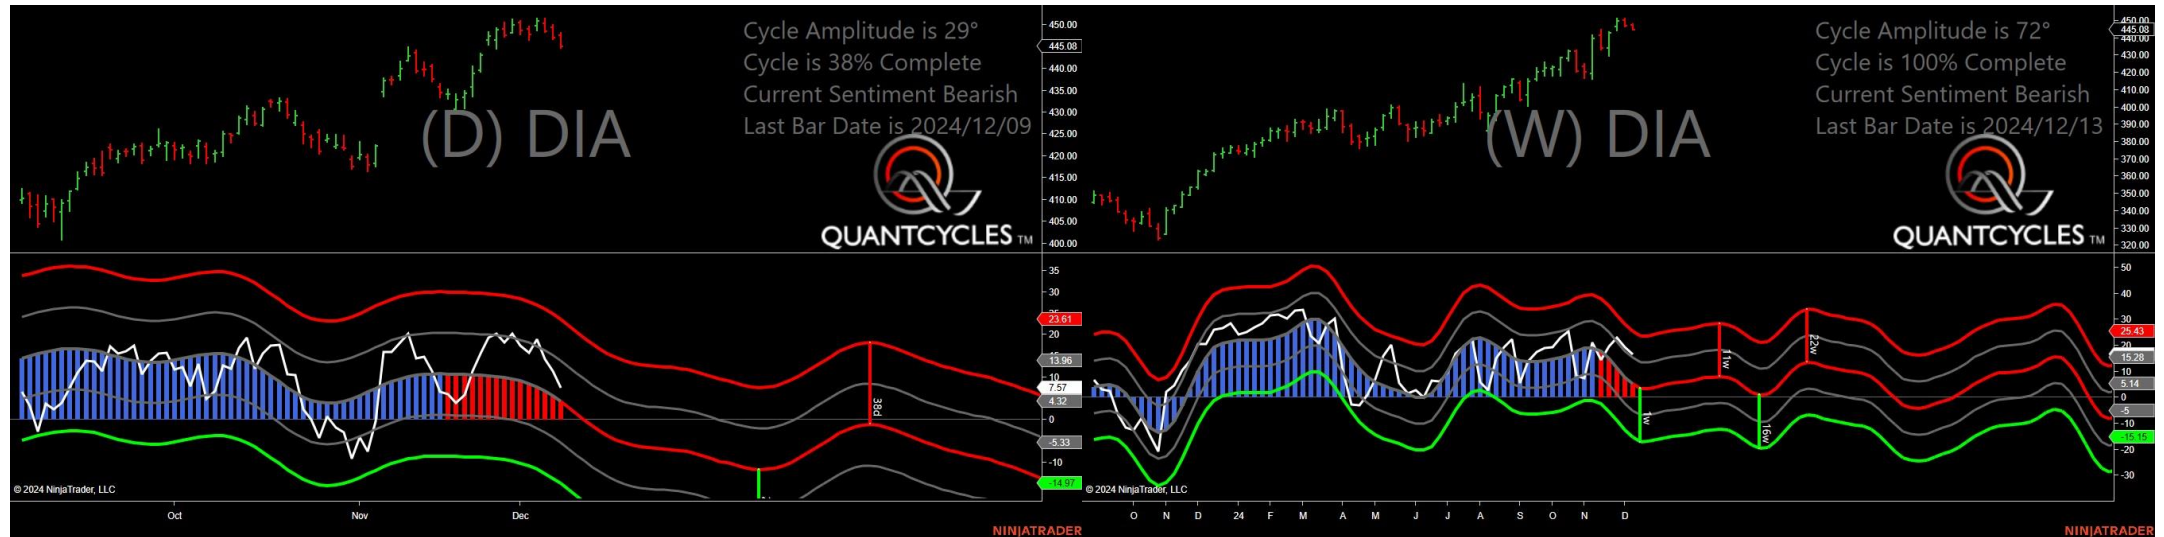 Cycle Amplitude is 29°
Cycle is 38% Complete
Current Sentiment Bearish
Last Bar Date is 2024/12/09
(D) DIA
QUANTCYCLES TM
450.00
445.08
440.00
435.00
430.00
425.00
420.00
415.00
410.00
405.00
400.00
35
30
23.61
20
15
13.96
10
7.57
4.32
0
-5.33
-10
-14.97
38d
© 2024 NinjaTrader, LLC
Oct
Nov
Dec
NINJATRADER
Cycle Amplitude is 72°
Cycle is 100% Complete
Current Sentiment Bearish
Last Bar Date is 2024/12/13
(W) DIA
QUANTCYCLES TM
450.00
445.08
440.00
430.00
420.00
410.00
400.00
390.00
380.00
370.00
360.00
350.00
340.00
330.00
320.00
50
40
30
25.43
20
15.28
10
5.14
0
-5
-10
-15.15
-20
-30
1w
11w
16w
22w
© 2024 NinjaTrader, LLC
O N D 24 F M A M J J A S O N D
NINJATRADER